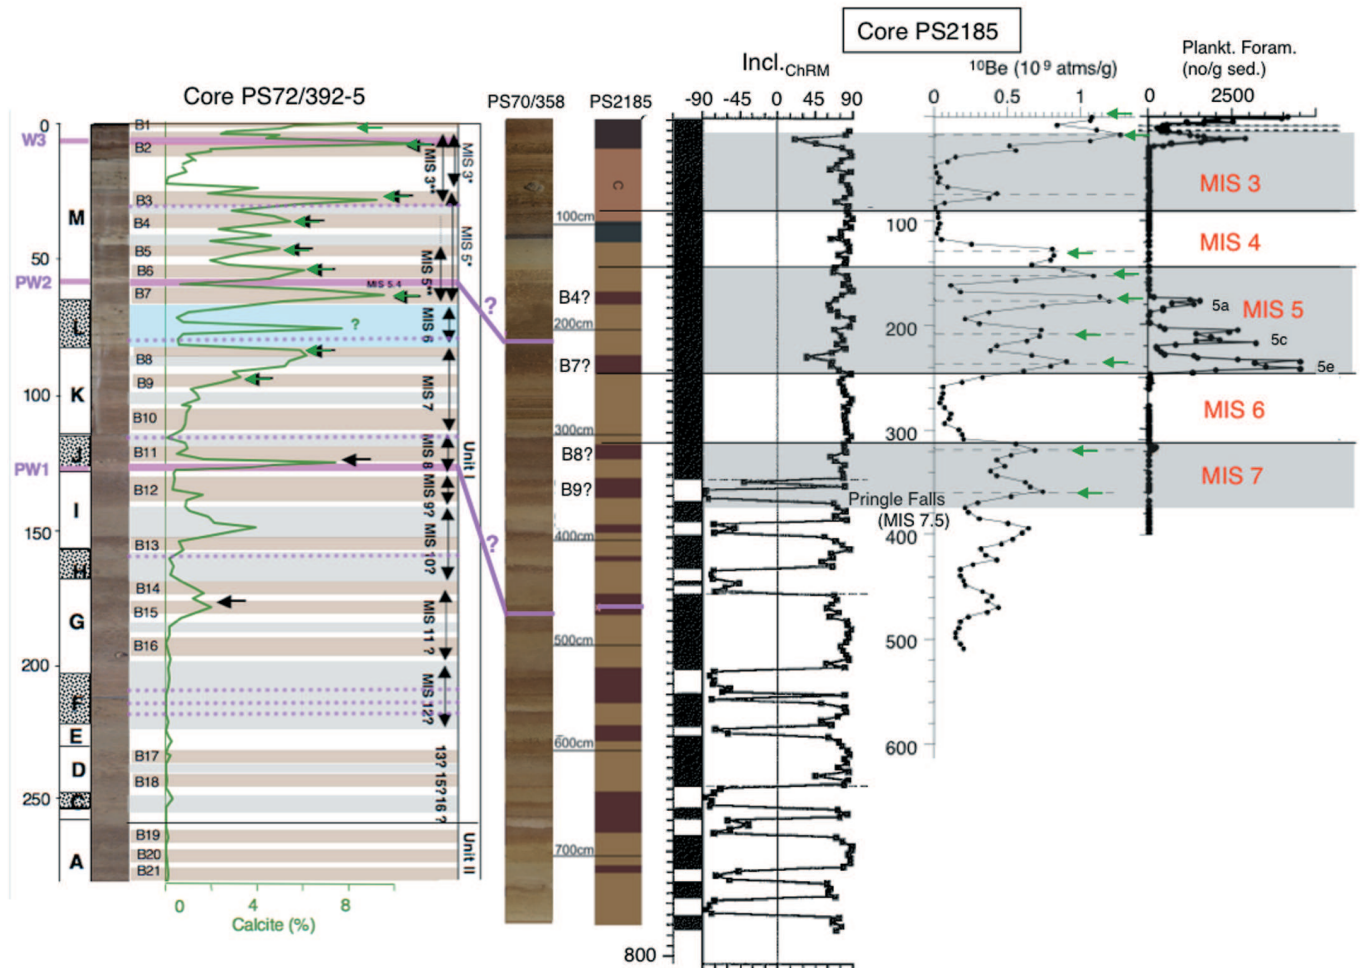 Core PS2185
Core PS72/392-5
PS70/358
PS2185
Incl.ChRM
¹⁰Be (10⁹ atms/g)
Plankt. Foram.
(no/g sed.)
-90 -45 0 45 90
0 0.5 1
0 2500
0
50
100
150
200
250
W3
PW2
PW1
M
L
K
J
I
H
G
F
E
D
C
A
B1
B2
B3
B4
B5
B6
B7
B8
B9
B10
B11
B12
B13
B14
B15
B16
B17
B18
B19
B20
B21
MIS 3**
MIS 3*
MIS 5*
MIS 5**
MIS 5.4
?
MIS 6
MIS 7
MIS 8
MIS 9?
MIS 10?
MIS 11 ?
MIS 12?
13? 15?16 ?
Unit I
Unit II
0 4 8
Calcite (%)
?
?
100cm
200cm
300cm
400cm
500cm
600cm
700cm
C
B4?
B7?
B8?
B9?
800
Pringle Falls
(MIS 7.5)
100
200
300
400
500
600
MIS 3
MIS 4
MIS 5
5a
5c
5e
MIS 6
MIS 7